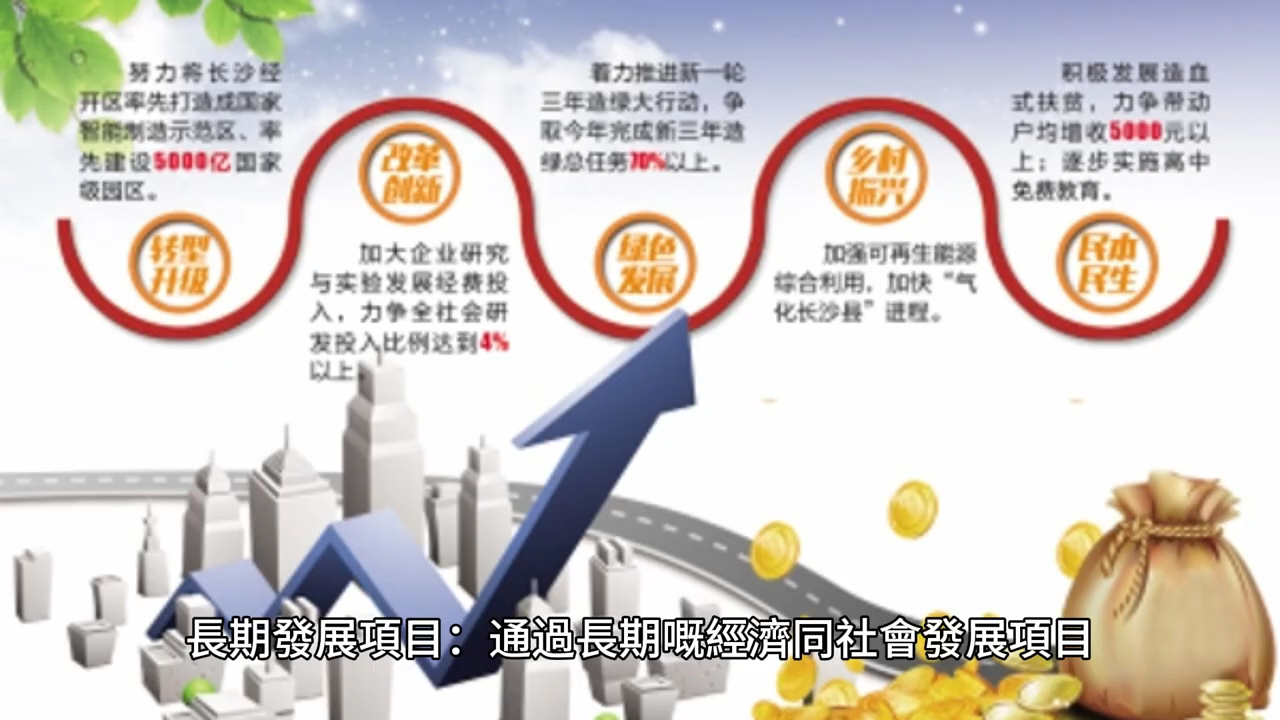 努力将长沙经
开区率先打造成国家
智能制造示范区、率
先建设5000亿国家
级园区。
转型
升级
改革
创新
加大企业研究
与实验发展经费投
入，力争全社会研
发投入比例达到4%
以上。
着力推进新一轮
三年造绿大行动，争
取今年完成新三年造
绿总任务70%以上。
绿色
发展
乡村
振兴
加强可再生能源
综合利用，加快“气
化长沙县”进程。
积极发展造血
式扶贫，力争带动
户均增收5000元以
上；逐步实施高中
免费教育。
民本
民生
長期發展項目：通過長期嘅經濟同社會發展項目